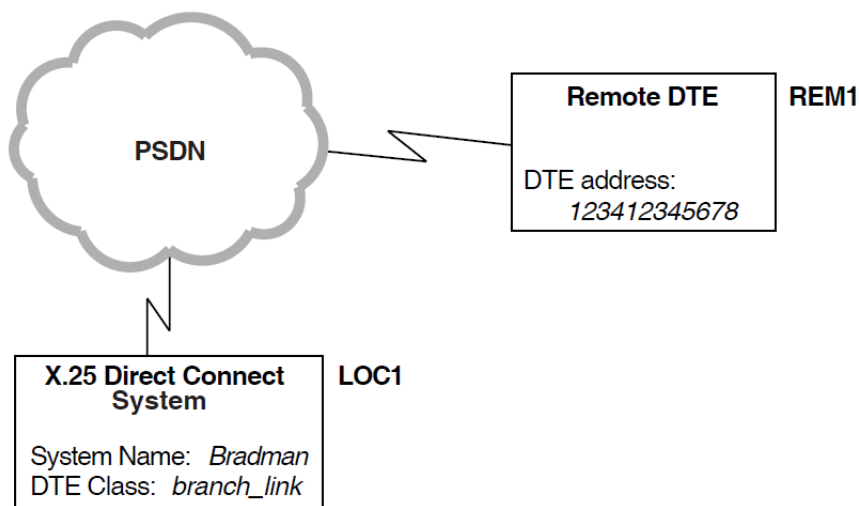 PSDN
Remote DTE
REM1
DTE address:
123412345678
X.25 Direct Connect
System
LOC1
System Name: Bradman
DTE Class: branch_link